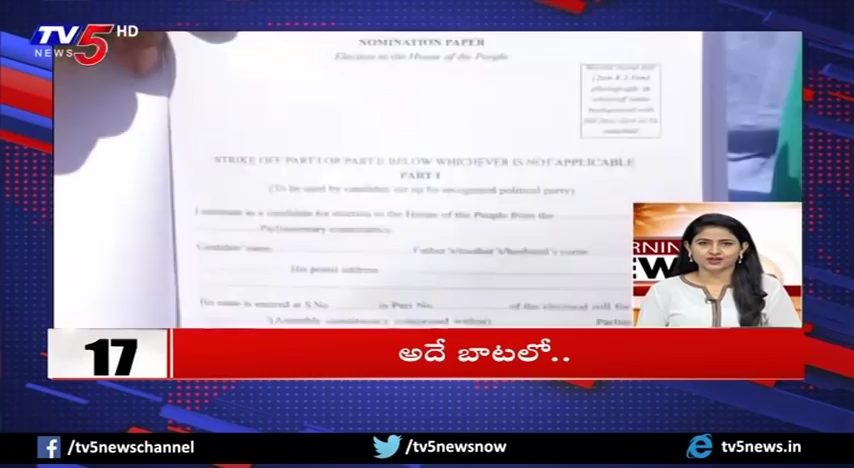 TV5 HD
NEWS
NOMINATION PAPER
Election to the House of the People
STRIKE OFF PART I OR PART II BELOW WHICHEVER IS NOT APPLICABLE
PART I
(To be used by candidate set up by recognised political party)
I nominate as a candidate for election to the House of the People from the
Parliamentary constituency.
Candidate's name Father's/mother's/husband's name
His postal address
His name is entered at S.No in Part No of the electoral roll for
(Assembly constituency comprised within)
RNIN
EW
17
అదే బాటలో..
/tv5newschannel
/tv5newsnow
tv5news.in